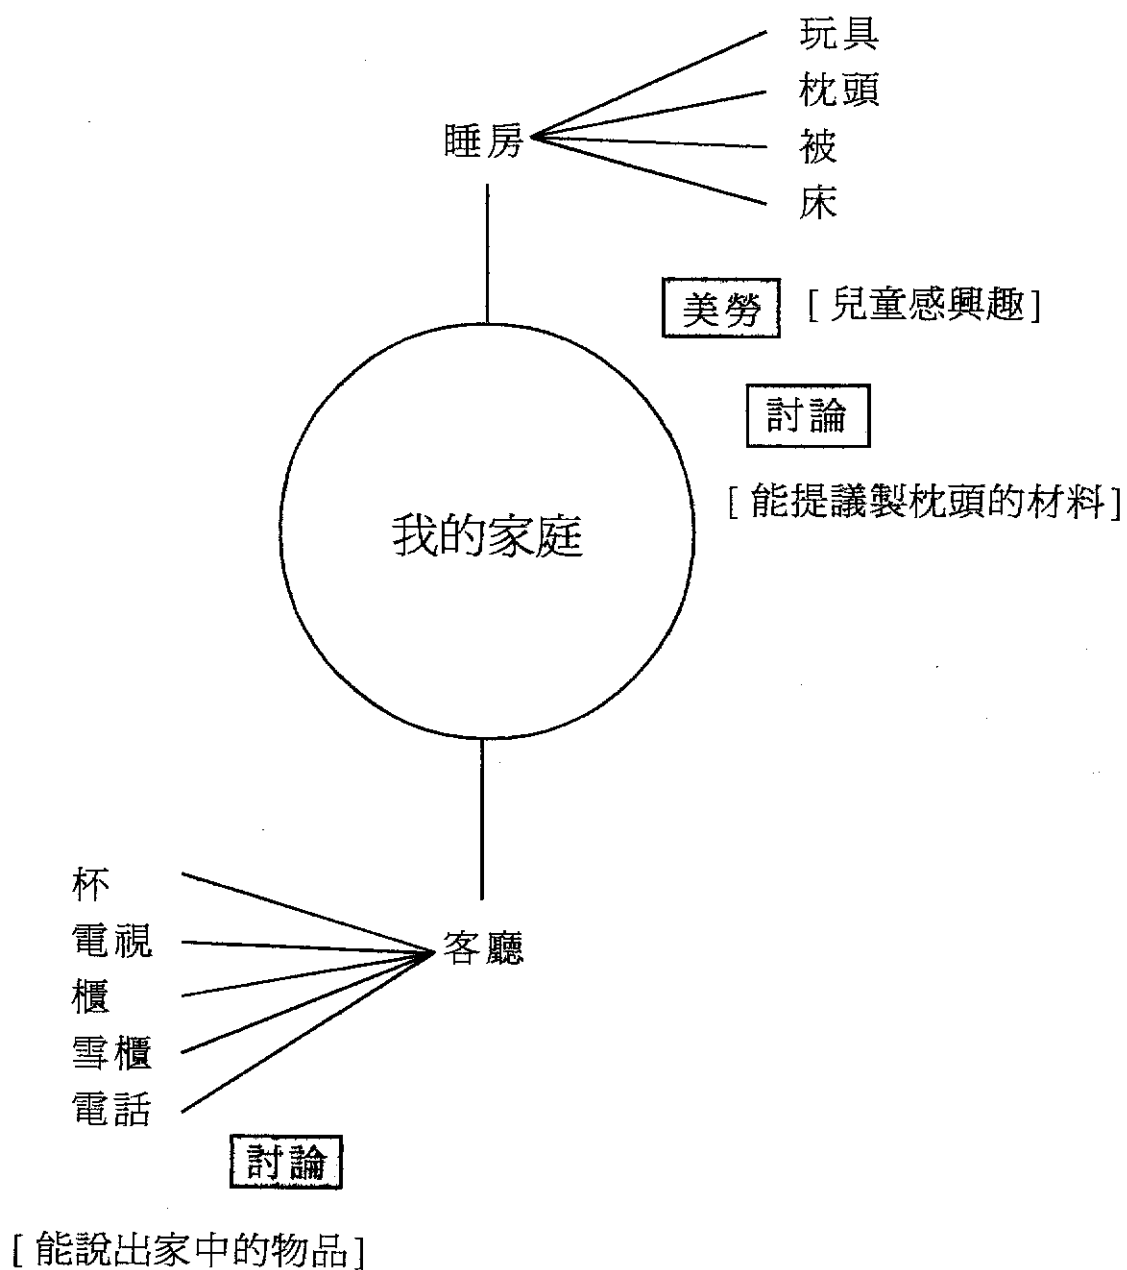 玩具
枕頭
睡房
被
床
美勞 [兒童感興趣]
討論
[能提議製枕頭的材料]
我的家庭
杯
電視
客廳
櫃
雪櫃
電話
討論
[能說出家中的物品]